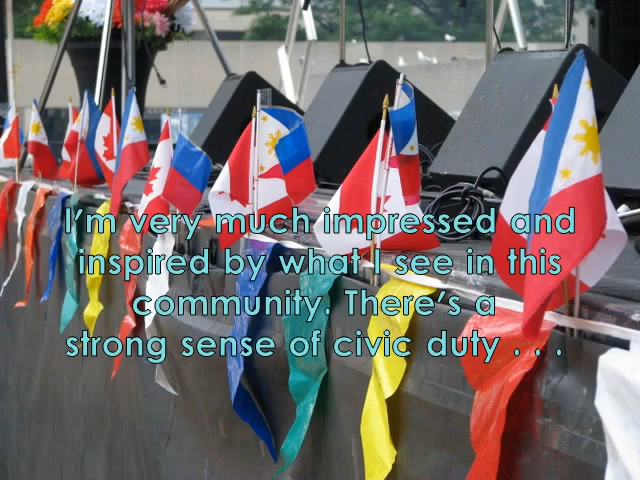 I'm very much impressed and
inspired by what I see in this
community. There's a
strong sense of civic duty . . .